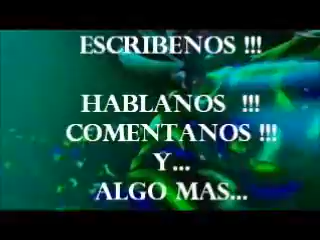 ESCRIBENOS !!!
HABLANOS !!!
COMENTANOS !!!
Y...
ALGO MAS...